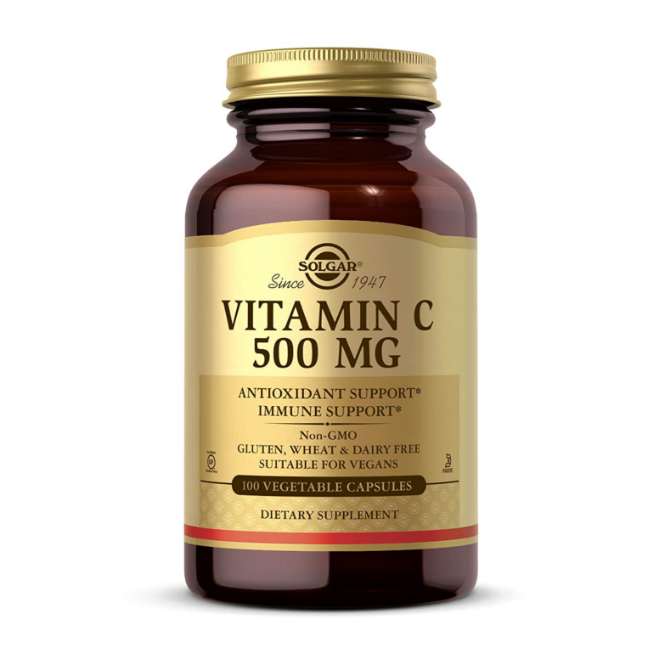 SOLGAR®
Since 1947
VITAMIN C
500 MG
ANTIOXIDANT SUPPORT*
IMMUNE SUPPORT*
Non-GMO
GLUTEN, WHEAT & DAIRY FREE
SUITABLE FOR VEGANS
100 VEGETABLE CAPSULES
DIETARY SUPPLEMENT